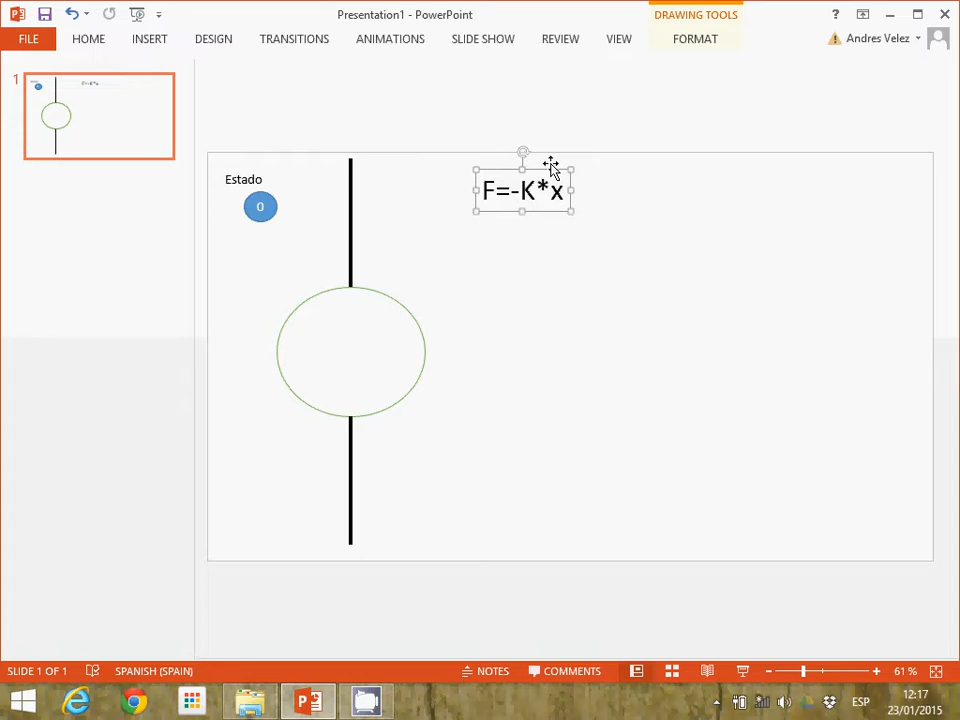 Presentation1 - PowerPoint
DRAWING TOOLS
?
FILE
HOME
INSERT
DESIGN
TRANSITIONS
ANIMATIONS
SLIDE SHOW
REVIEW
VIEW
FORMAT
Andres Velez
1
Estado
0
F=-K*x
SLIDE 1 OF 1
SPANISH (SPAIN)
NOTES
COMMENTS
61 %
ESP
12:17
23/01/2015